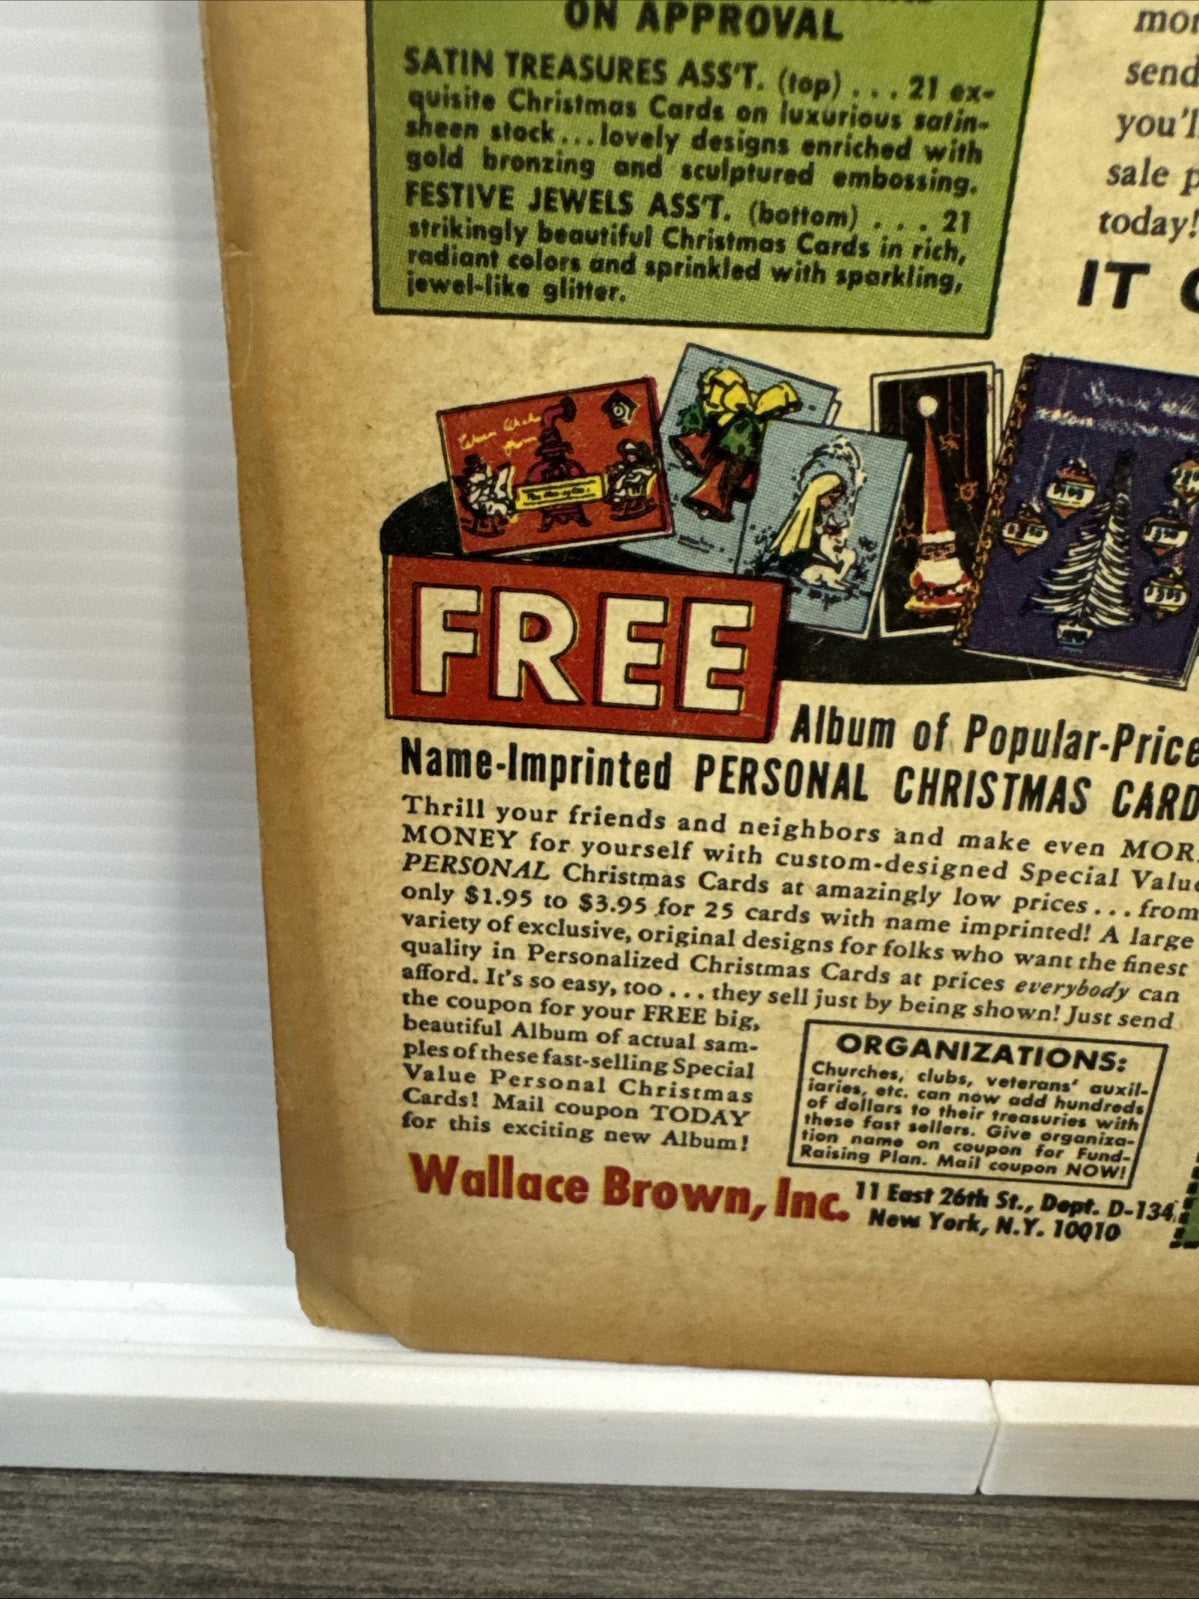 ON APPROVAL
SATIN TREASURES ASS'T. (top) . . . 21 ex-
quisite Christmas Cards on luxurious satin-
sheen stock...lovely designs enriched with
gold bronzing and sculptured embossing.
FESTIVE JEWELS ASS'T. (bottom) . . . 21
strikingly beautiful Christmas Cards in rich,
radiant colors and sprinkled with sparkling,
jewel-like glitter.
send
you'l
sale p
today!
IT
FREE
Album of Popular-Price
Name-Imprinted PERSONAL CHRISTMAS CARD
Thrill your friends and neighbors and make even MOR
MONEY for yourself with custom-designed Special Value
PERSONAL Christmas Cards at amazingly low prices...from
only $1.95 to $3.95 for 25 cards with name imprinted! A large
variety of exclusive, original designs for folks who want the finest
quality in Personalized Christmas Cards at prices everybody can
afford. It's so easy, too . . . they sell just by being shown! Just send
the coupon for your FREE big,
beautiful Album of actual sam-
ples of these fast-selling Special
Value Personal Christmas
Cards! Mail coupon TODAY
for this exciting new Album!
ORGANIZATIONS:
Churches, clubs, veterans' auxil-
iaries, etc. can now add hundreds
of dollars to their treasuries with
these fast sellers. Give organiza-
tion name on coupon for Fund-
Raising Plan. Mail coupon NOW!
Wallace Brown, Inc.
11 East 26th St., Dept. D-134
New York, N.Y. 10010